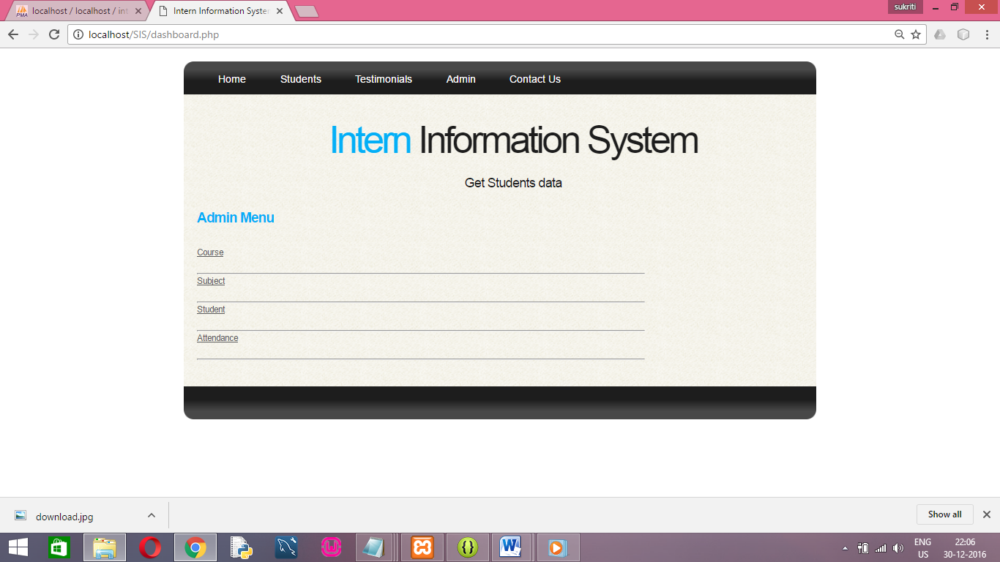 localhost / localhost / int
Intern Information Syste
sukriti
localhost/SIS/dashboard.php
Home Students Testimonials Admin Contact Us
Intern Information System
Get Students data
Admin Menu
Course
Subject
Student
Attendance
download.jpg
Show all
ENG
US
22:06
30-12-2016
PMA